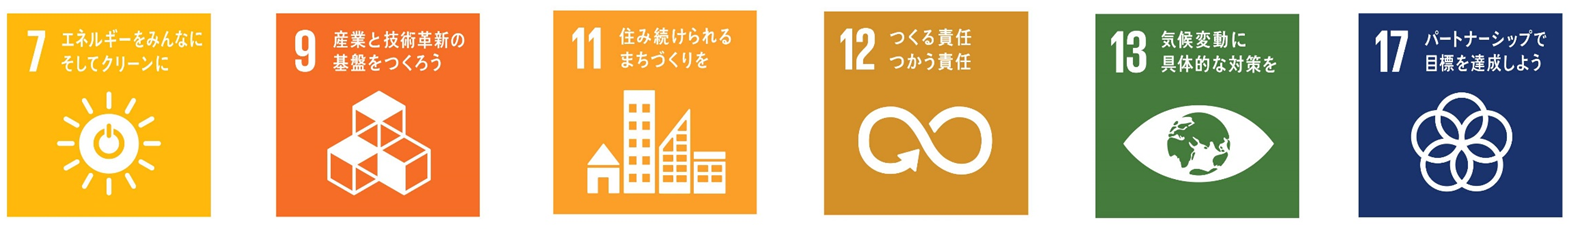 7
エネルギーをみんなに
そしてクリーンに
9
産業と技術革新の
基盤をつくろう
11
住み続けられる
まちづくりを
12
つくる責任
つかう責任
13
気候変動に
具体的な対策を
17
パートナーシップで
目標を達成しよう